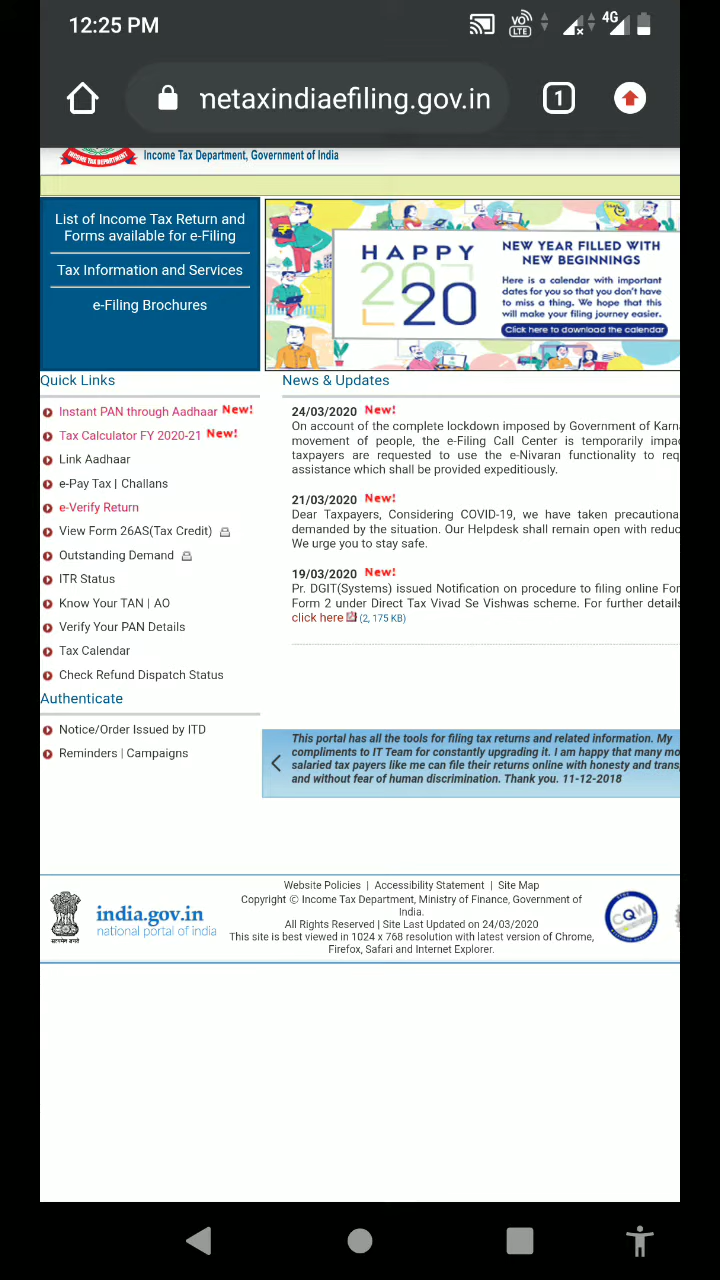 12:25 PM
VO))
LTE
4G
netaxindiaefiling.gov.in
1
INCOME TAX DEPARTMENT
Income Tax Department, Government of India
List of Income Tax Return and
Forms available for e-Filing
Tax Information and Services
e-Filing Brochures
HAPPY
2020
NEW YEAR FILLED WITH
NEW BEGINNINGS
Here is a calendar with important
dates for you so that you don't have
to miss a thing. We hope that this
will make your filing journey easier.
Click here to download the calendar
Quick Links
Instant PAN through Aadhaar New!
Tax Calculator FY 2020-21 New!
Link Aadhaar
e-Pay Tax | Challans
e-Verify Return
View Form 26AS(Tax Credit)
Outstanding Demand
ITR Status
Know Your TAN | AO
Verify Your PAN Details
Tax Calendar
Check Refund Dispatch Status
Authenticate
Notice/Order Issued by ITD
Reminders | Campaigns
News & Updates
24/03/2020 New!
On account of the complete lockdown imposed by Government of Karn
movement of people, the e-Filing Call Center is temporarily impa
taxpayers are requested to use the e-Nivaran functionality to req
assistance which shall be provided expeditiously.
21/03/2020 New!
Dear Taxpayers, Considering COVID-19, we have taken precautiona
demanded by the situation. Our Helpdesk shall remain open with reduc
We urge you to stay safe.
19/03/2020 New!
Pr. DGIT(Systems) issued Notification on procedure to filing online For
Form 2 under Direct Tax Vivad Se Vishwas scheme. For further details
click here (2, 175 KB)
This portal has all the tools for filing tax returns and related information. My
compliments to IT Team for constantly upgrading it. I am happy that many mo
salaried tax payers like me can file their returns online with honesty and trans
and without fear of human discrimination. Thank you. 11-12-2018
सत्यमेव जयते
india.gov.in
national portal of india
Website Policies | Accessibility Statement | Site Map
Copyright © Income Tax Department, Ministry of Finance, Government of
India.
All Rights Reserved | Site Last Updated on 24/03/2020
This site is best viewed in 1024 x 768 resolution with latest version of Chrome,
Firefox, Safari and Internet Explorer.
CQW